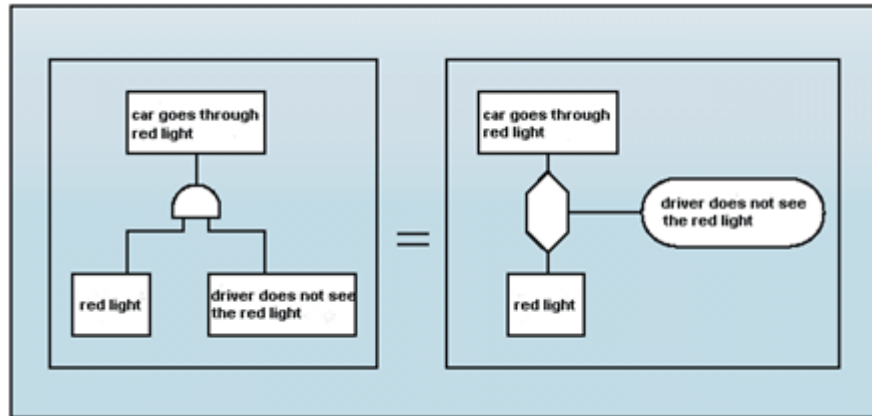 car goes through
red light
red light
driver does not see
the red light
=
car goes through
red light
driver does not see
the red light
red light